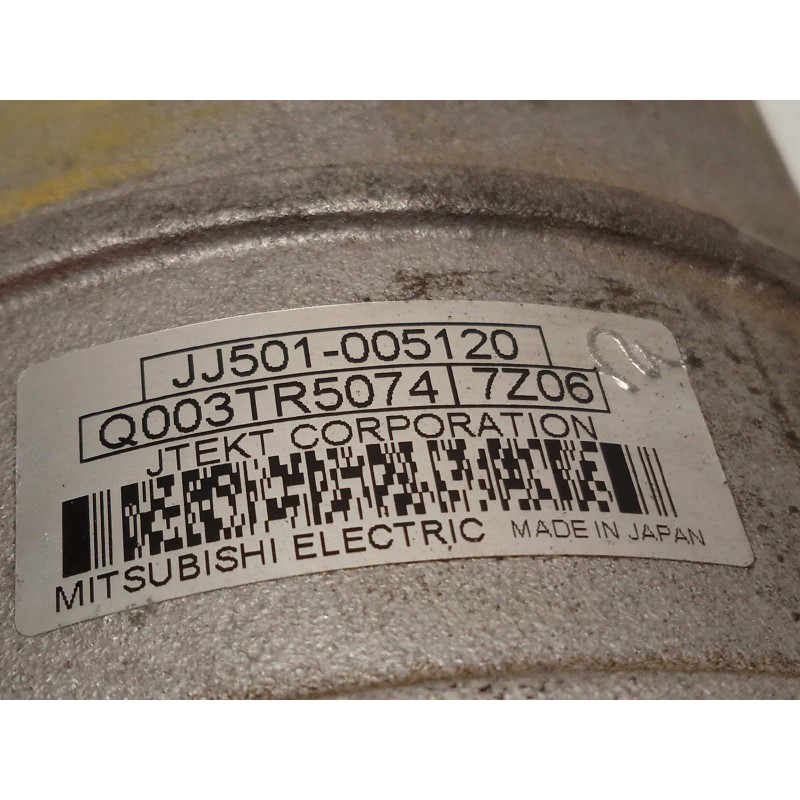 JJ501-005120
Q003TR5074 7Z06
JTEKT CORPORATION
MITSUBISHI ELECTRIC MADE IN JAPAN